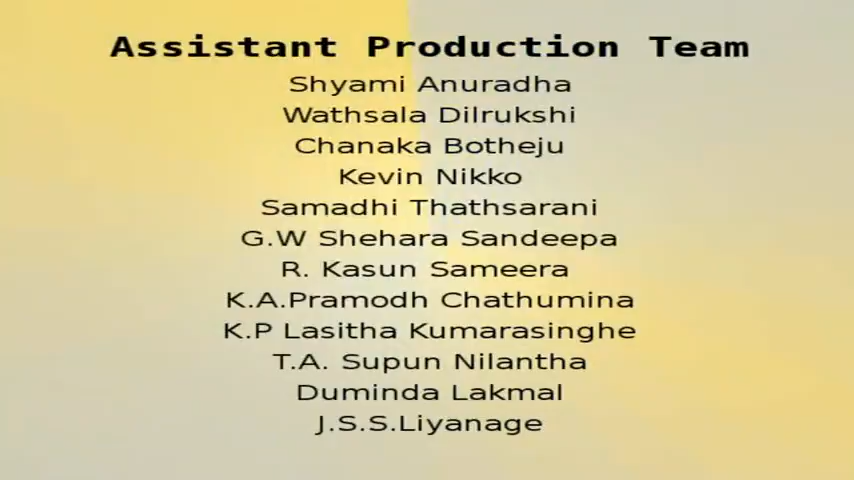 Assistant Production Team
Shyami Anuradha
Wathsala Dilrukshi
Chanaka Botheju
Kevin Nikko
Samadhi Thathsarani
G.W Shehara Sandeepa
R. Kasun Sameera
K.A.Pramodh Chathumina
K.P Lasitha Kumarasinghe
T.A. Supun Nilantha
Duminda Lakmal
J.S.S.Liyanage